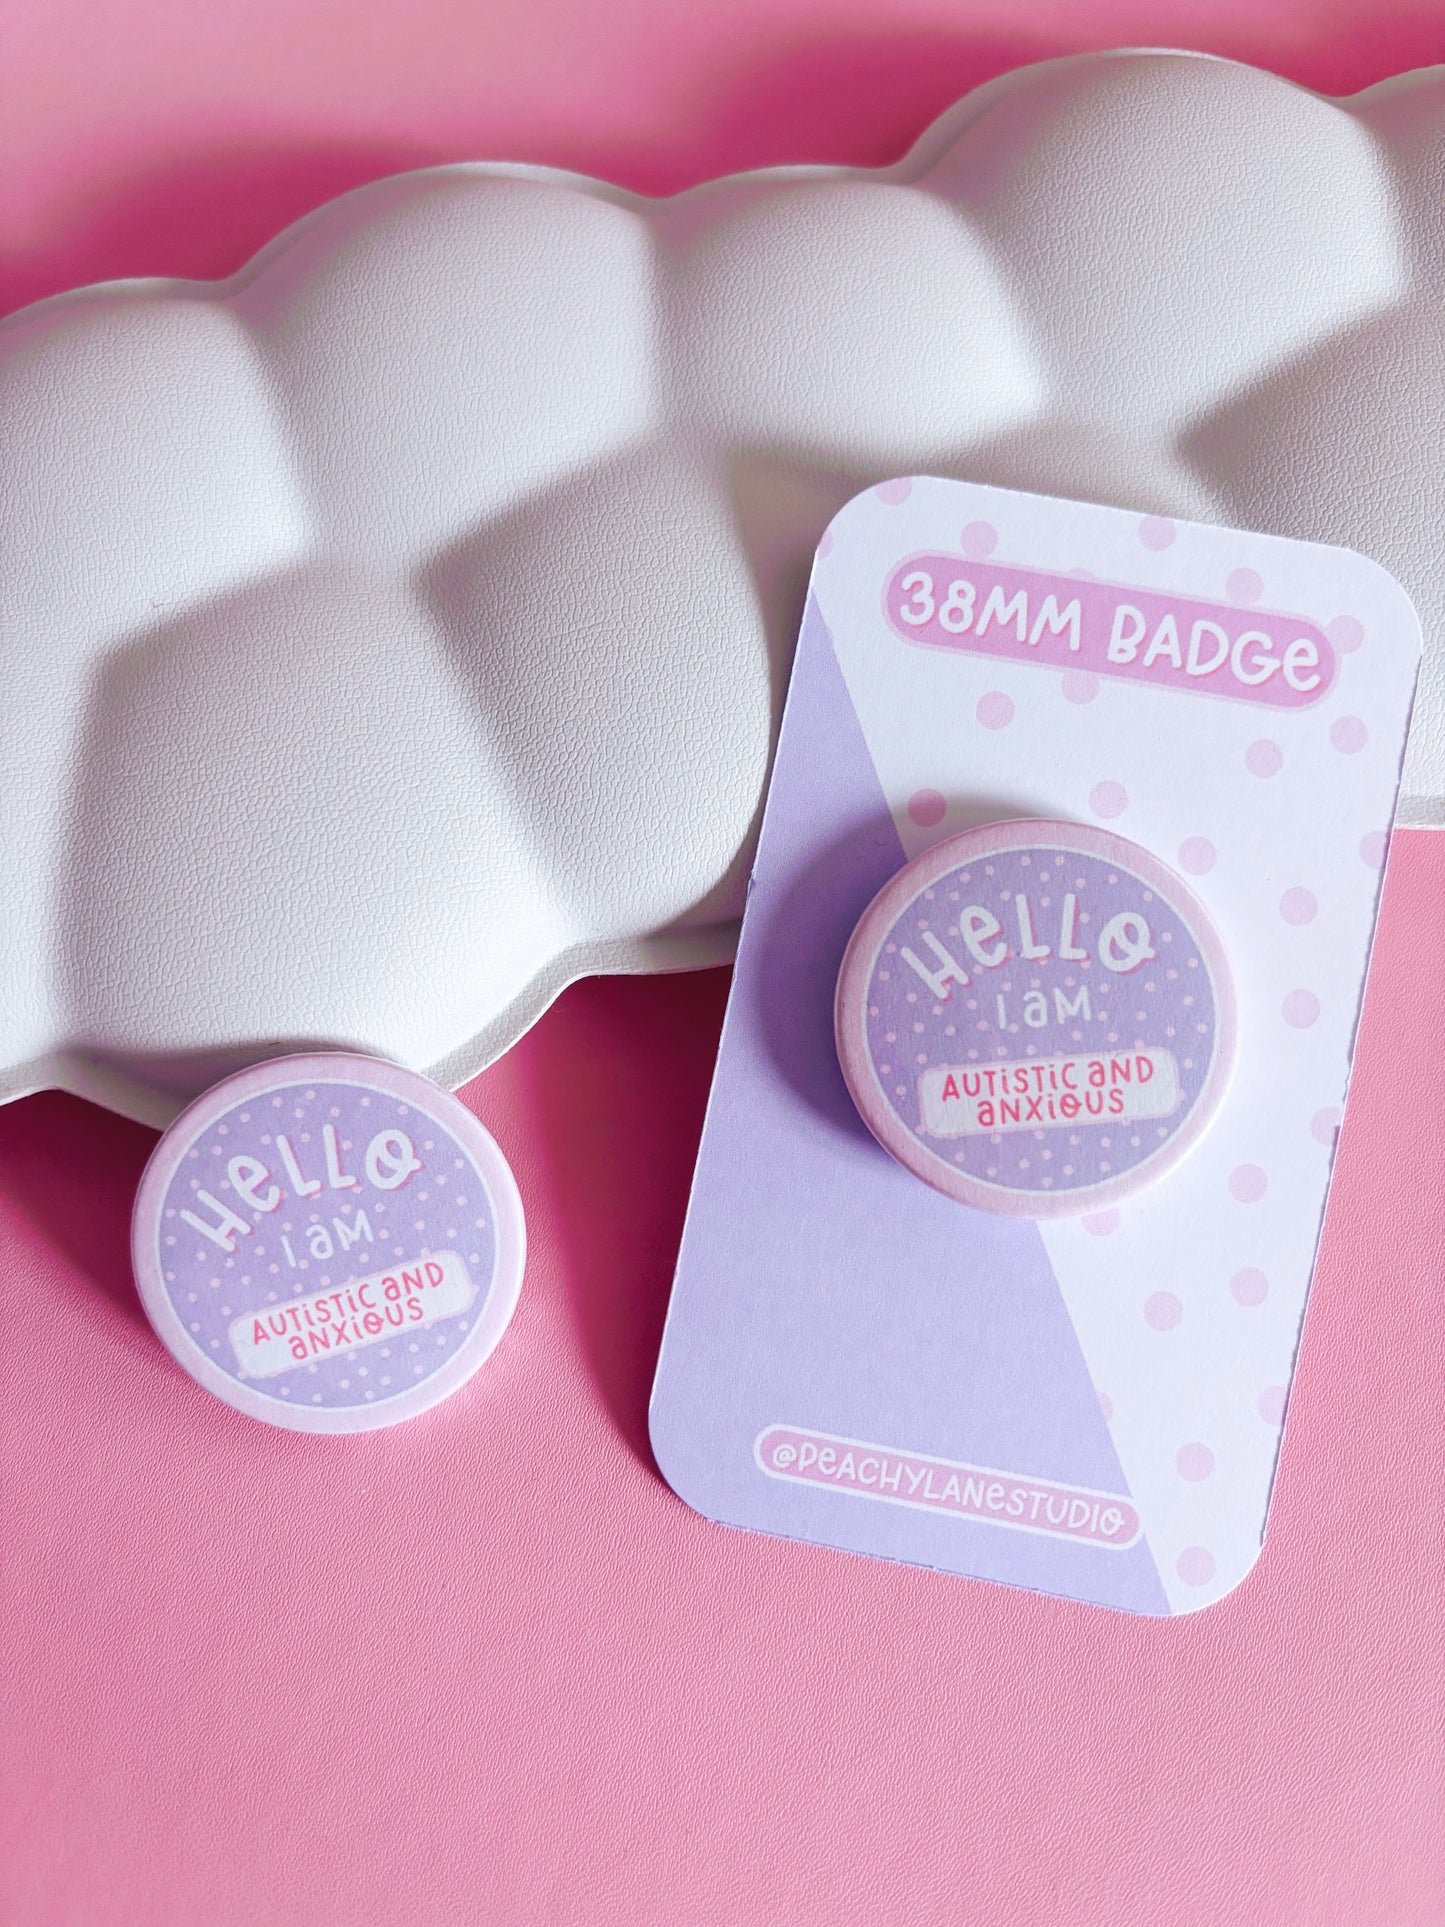 38MM BADGE
HELLO
I AM
AUTISTIC AND
ANXIOUS
@PEACHYLANESTUDIO
HELLO
I AM
AUTISTIC AND
ANXIOUS